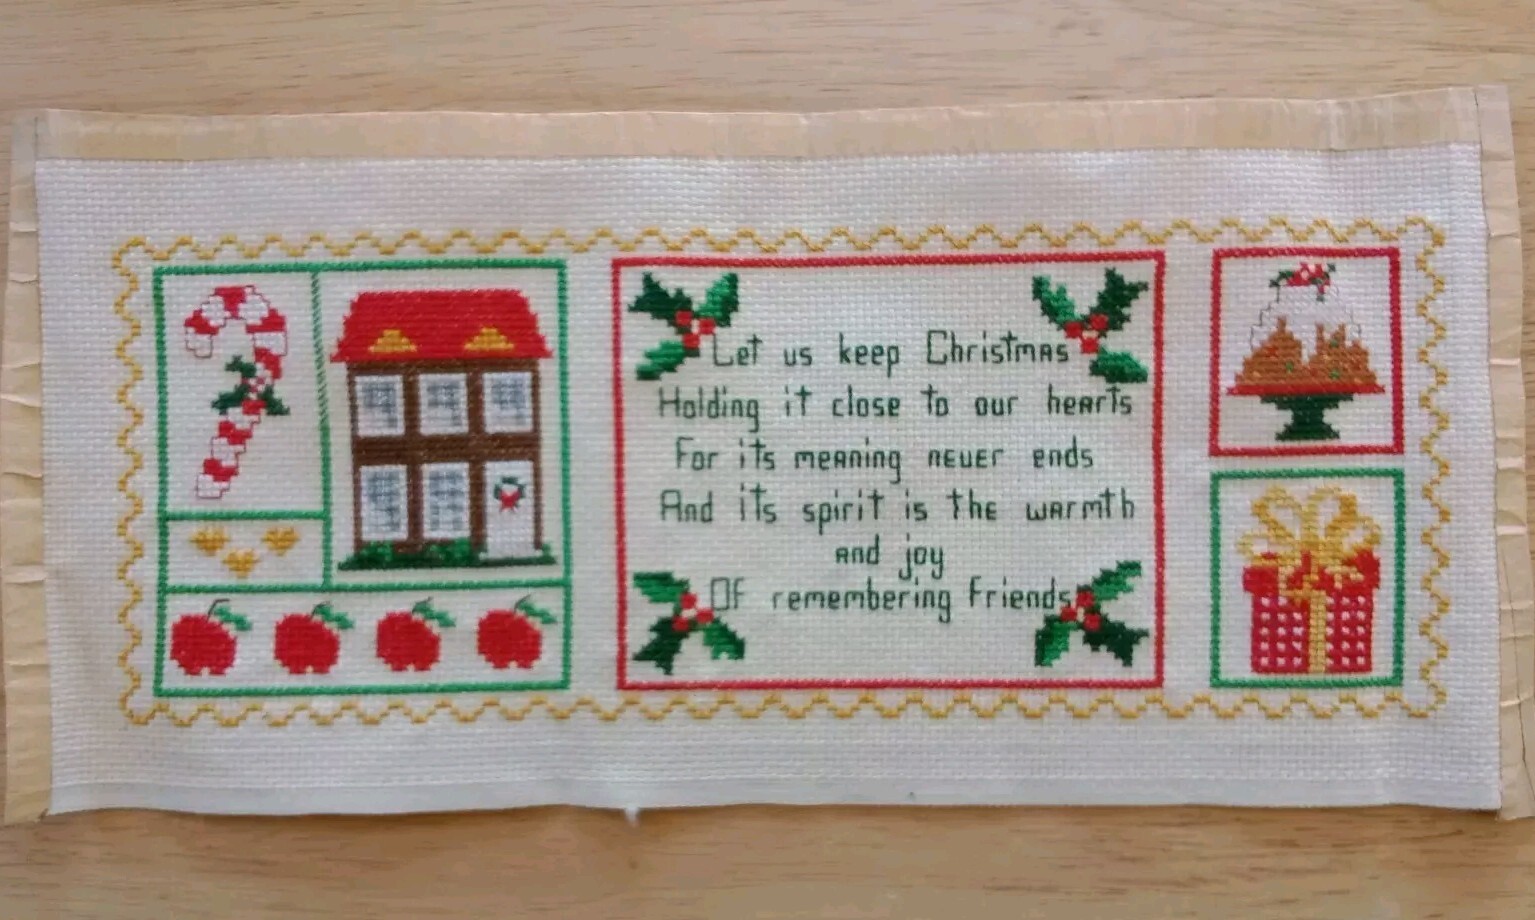 Let us keep Christmas
Holding it close to our hearts
For its meaning never ends
And its spirit is the warmth
and joy
Of remembering friends